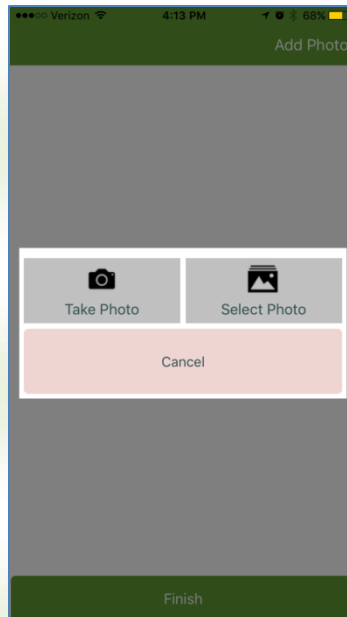 Verizon 4:13 PM 68%
Add Photo
Take Photo Select Photo
Cancel
Finish